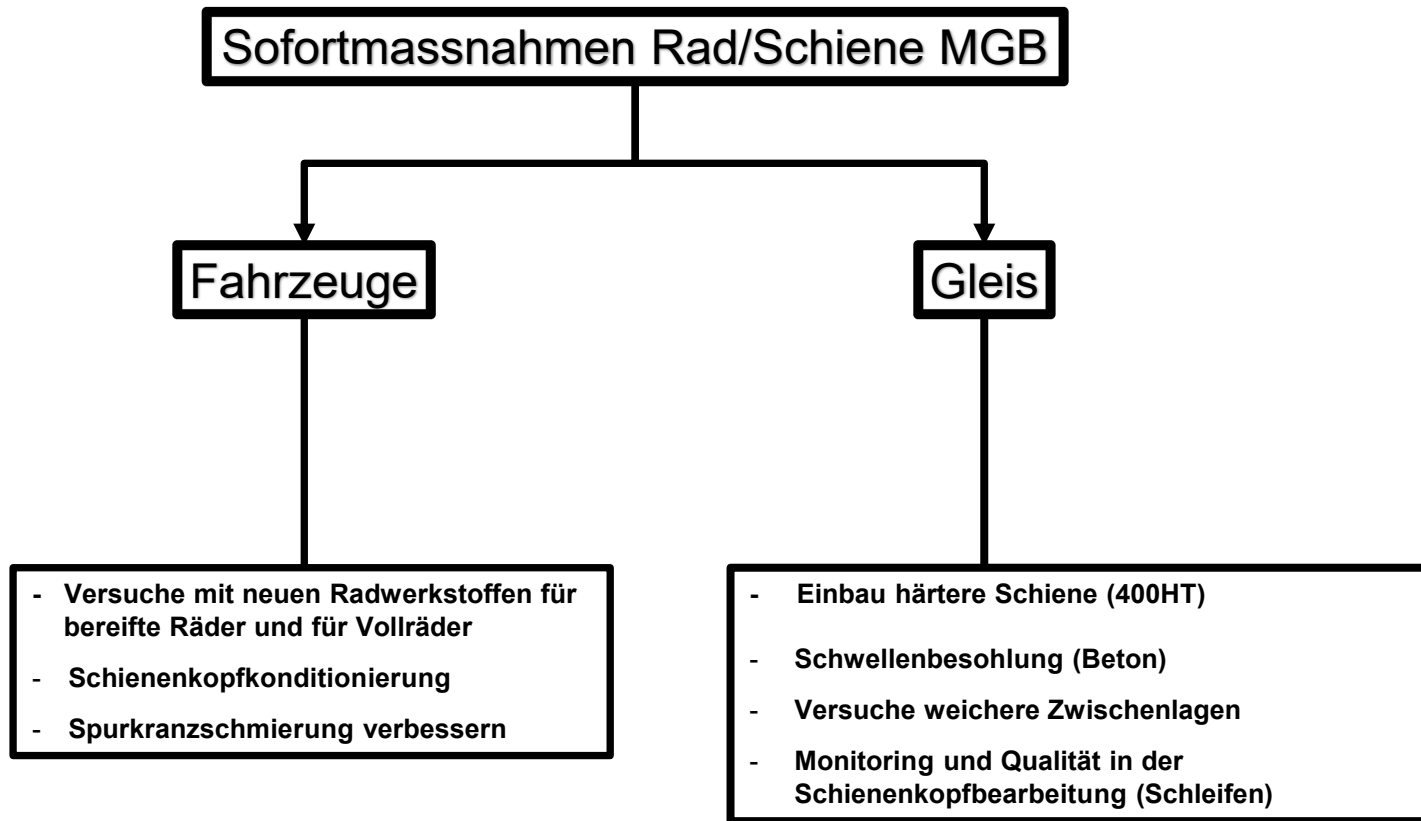 Sofortmassnahmen Rad/Schiene MGB
Fahrzeuge
Gleis
- Versuche mit neuen Radwerkstoffen für
bereifte Räder und für Vollräder
- Schienenkopfkonditionierung
- Spurkranzschmierung verbessern
- Einbau härtere Schiene (400HT)
- Schwellenbesohlung (Beton)
- Versuche weichere Zwischenlagen
- Monitoring und Qualität in der
Schienenkopfbearbeitung (Schleifen)